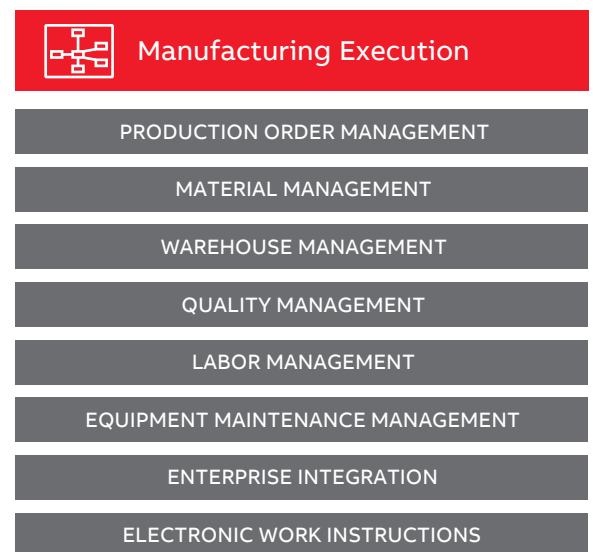 Manufacturing Execution
PRODUCTION ORDER MANAGEMENT
MATERIAL MANAGEMENT
WAREHOUSE MANAGEMENT
QUALITY MANAGEMENT
LABOR MANAGEMENT
EQUIPMENT MAINTENANCE MANAGEMENT
ENTERPRISE INTEGRATION
ELECTRONIC WORK INSTRUCTIONS